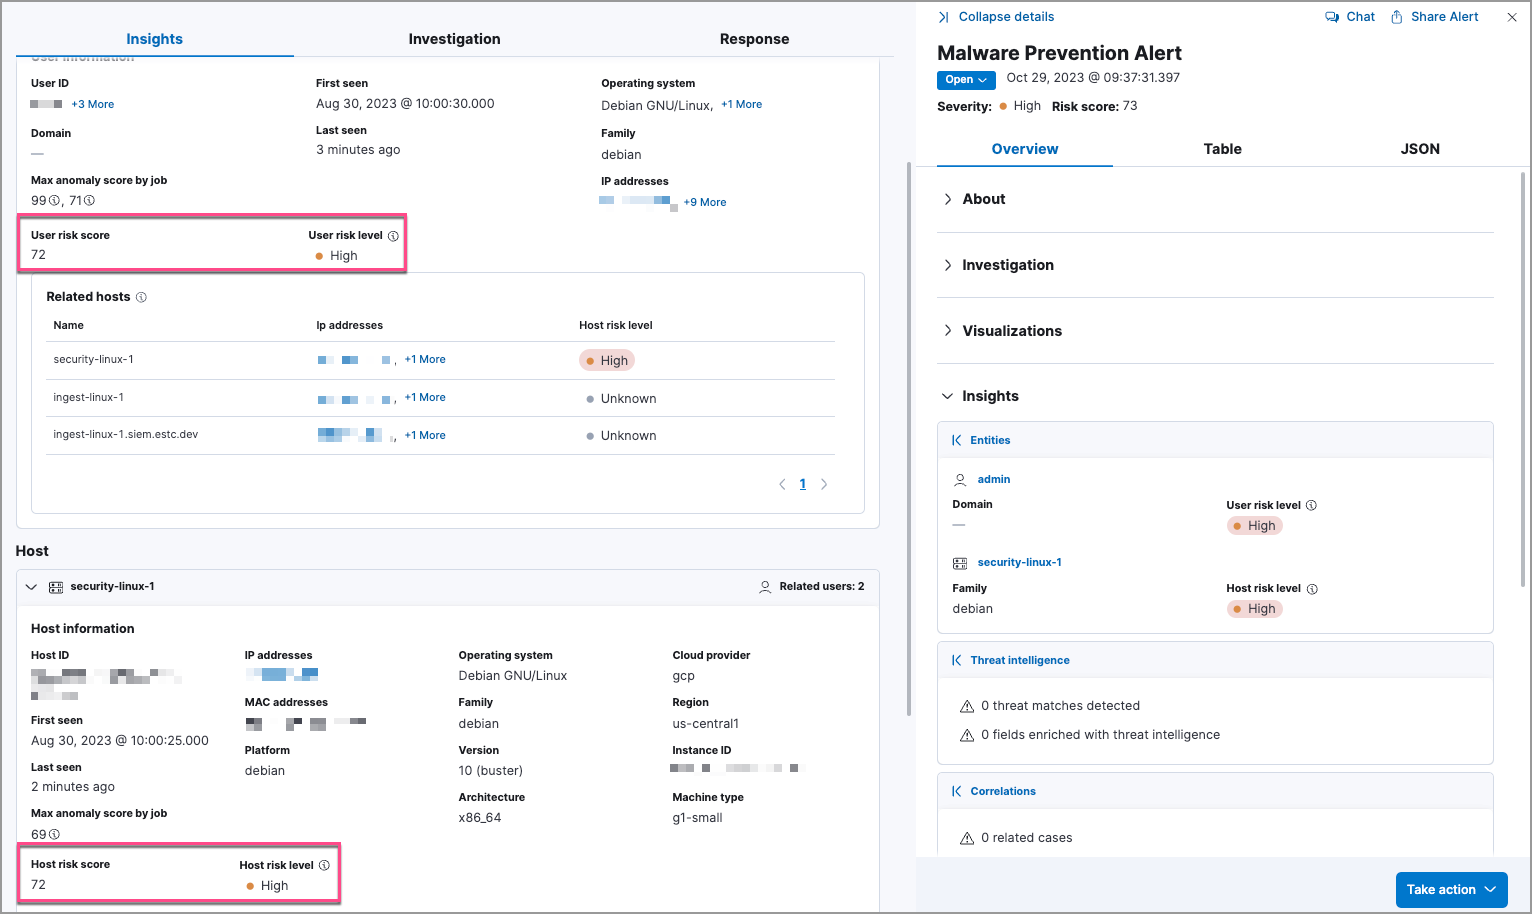 Insights
Investigation
Response
User information
User ID
+3 More
First seen
Aug 30, 2023 @ 10:00:30.000
Operating system
Debian GNU/Linux, +1 More
Domain
—
Last seen
3 minutes ago
Family
debian
Max anomaly score by job
99, 71
IP addresses
+9 More
User risk score
72
User risk level
High
Related hosts
Name Ip addresses Host risk level
security-linux-1 , +1 More High
ingest-linux-1 , +1 More Unknown
ingest-linux-1.siem.estc.dev , +1 More Unknown
1
Host
security-linux-1
Related users: 2
Host information
Host ID
IP addresses
Operating system
Debian GNU/Linux
Cloud provider
gcp
MAC addresses
Family
debian
Region
us-central1
First seen
Aug 30, 2023 @ 10:00:25.000
Platform
debian
Version
10 (buster)
Instance ID
Last seen
2 minutes ago
Architecture
x86_64
Machine type
g1-small
Max anomaly score by job
69
Host risk score
72
Host risk level
High
Collapse details
Chat
Share Alert
Malware Prevention Alert
Open
Oct 29, 2023 @ 09:37:31.397
Severity: High Risk score: 73
Overview
Table
JSON
About
Investigation
Visualizations
Insights
Entities
admin
Domain
—
User risk level
High
security-linux-1
Family
debian
Host risk level
High
Threat intelligence
0 threat matches detected
0 fields enriched with threat intelligence
Correlations
0 related cases
Take action